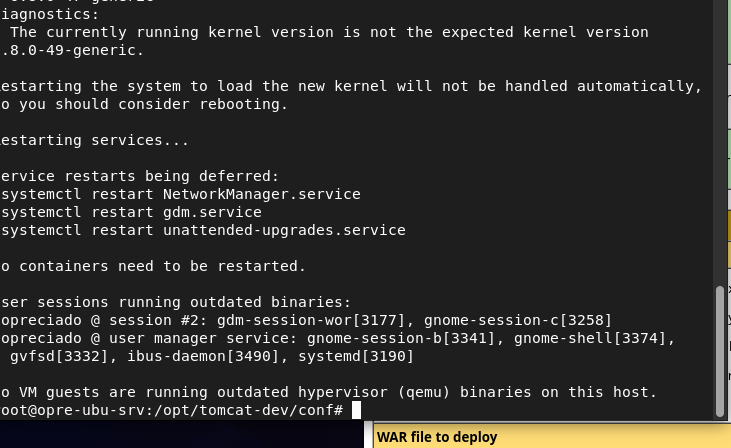 iagnostics:
The currently running kernel version is not the expected kernel version
.8.0-49-generic.
estarting the system to load the new kernel will not be handled automatically,
o you should consider rebooting.
estarting services...
ervice restarts being deferred:
systemctl restart NetworkManager.service
systemctl restart gdm.service
systemctl restart unattended-upgrades.service
o containers need to be restarted.
ser sessions running outdated binaries:
opreciado @ session #2: gdm-session-wor[3177], gnome-session-c[3258]
opreciado @ user manager service: gnome-session-b[3341], gnome-shell[3374],
gvfsd[3332], ibus-daemon[3490], systemd[3190]
o VM guests are running outdated hypervisor (qemu) binaries on this host.
oot@opre-ubu-srv:/opt/tomcat-dev/conf#
WAR file to deploy